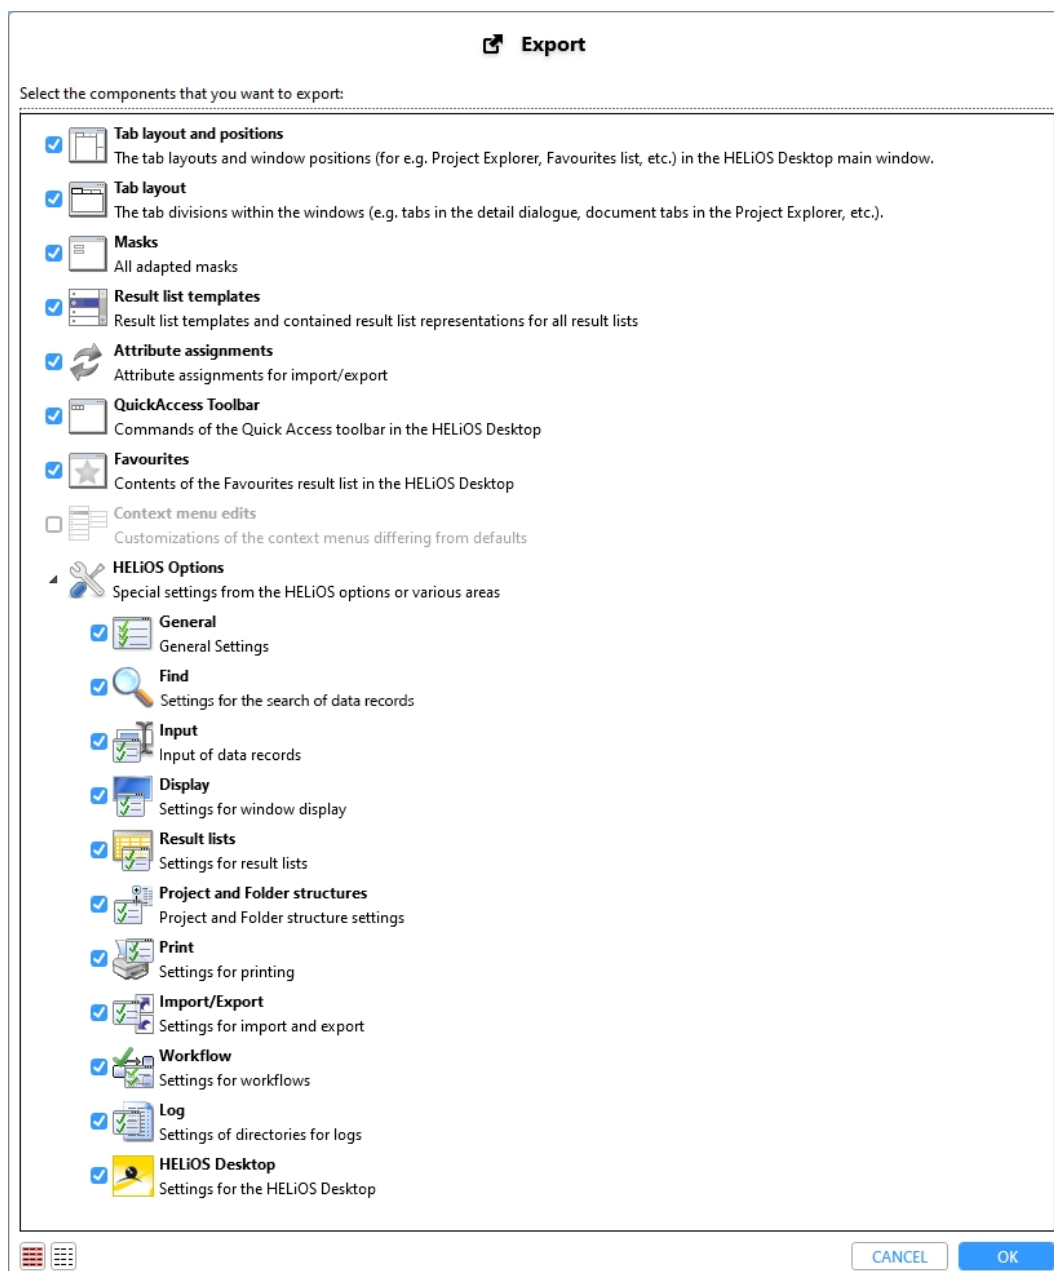 Export
Select the components that you want to export:
Tab layout and positions
The tab layouts and window positions (for e.g. Project Explorer, Favourites list, etc.) in the HELiOS Desktop main window.
Tab layout
The tab divisions within the windows (e.g. tabs in the detail dialogue, document tabs in the Project Explorer, etc.).
Masks
All adapted masks
Result list templates
Result list templates and contained result list representations for all result lists
Attribute assignments
Attribute assignments for import/export
QuickAccess Toolbar
Commands of the Quick Access toolbar in the HELiOS Desktop
Favourites
Contents of the Favourites result list in the HELiOS Desktop
Context menu edits
Customizations of the context menus differing from defaults
HELiOS Options
Special settings from the HELiOS options or various areas
General
General Settings
Find
Settings for the search of data records
Input
Input of data records
Display
Settings for window display
Result lists
Settings for result lists
Project and Folder structures
Project and Folder structure settings
Print
Settings for printing
Import/Export
Settings for import and export
Workflow
Settings for workflows
Log
Settings of directories for logs
HELiOS Desktop
Settings for the HELiOS Desktop
CANCEL OK